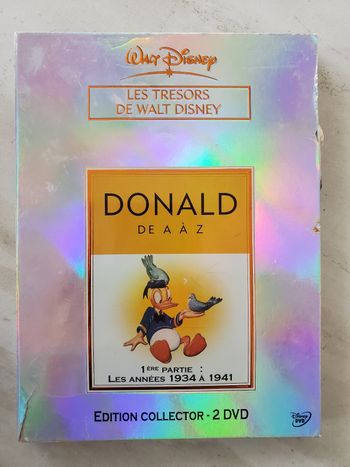 WALT DISNEY
LES TRESORS
DE WALT DISNEY
DONALD
DE A À Z
1ÈRE PARTIE :
LES ANNÉES 1934 À 1941
EDITION COLLECTOR - 2 DVD
Disney
DVD